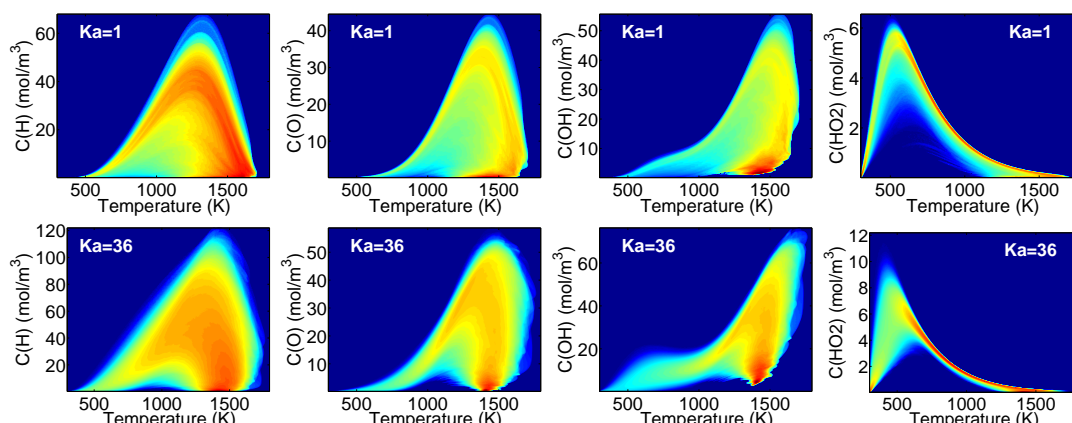 Ka=1
C(H) (mol/m³)
60
40
20
500 1000 1500
Temperature (K)
Ka=1
C(O) (mol/m³)
40
30
20
10
500 1000 1500
Temperature (K)
Ka=1
C(OH) (mol/m³)
50
40
30
20
10
500 1000 1500
Temperature (K)
Ka=1
C(HO2) (mol/m³)
6
4
2
500 1000 1500
Temperature (K)
Ka=36
C(H) (mol/m³)
120
100
80
60
40
20
500 1000 1500
Temperature (K)
Ka=36
C(O) (mol/m³)
50
40
30
20
10
500 1000 1500
Temperature (K)
Ka=36
C(OH) (mol/m³)
60
40
20
500 1000 1500
Temperature (K)
Ka=36
C(HO2) (mol/m³)
12
10
8
6
4
2
500 1000 1500
Temperature (K)